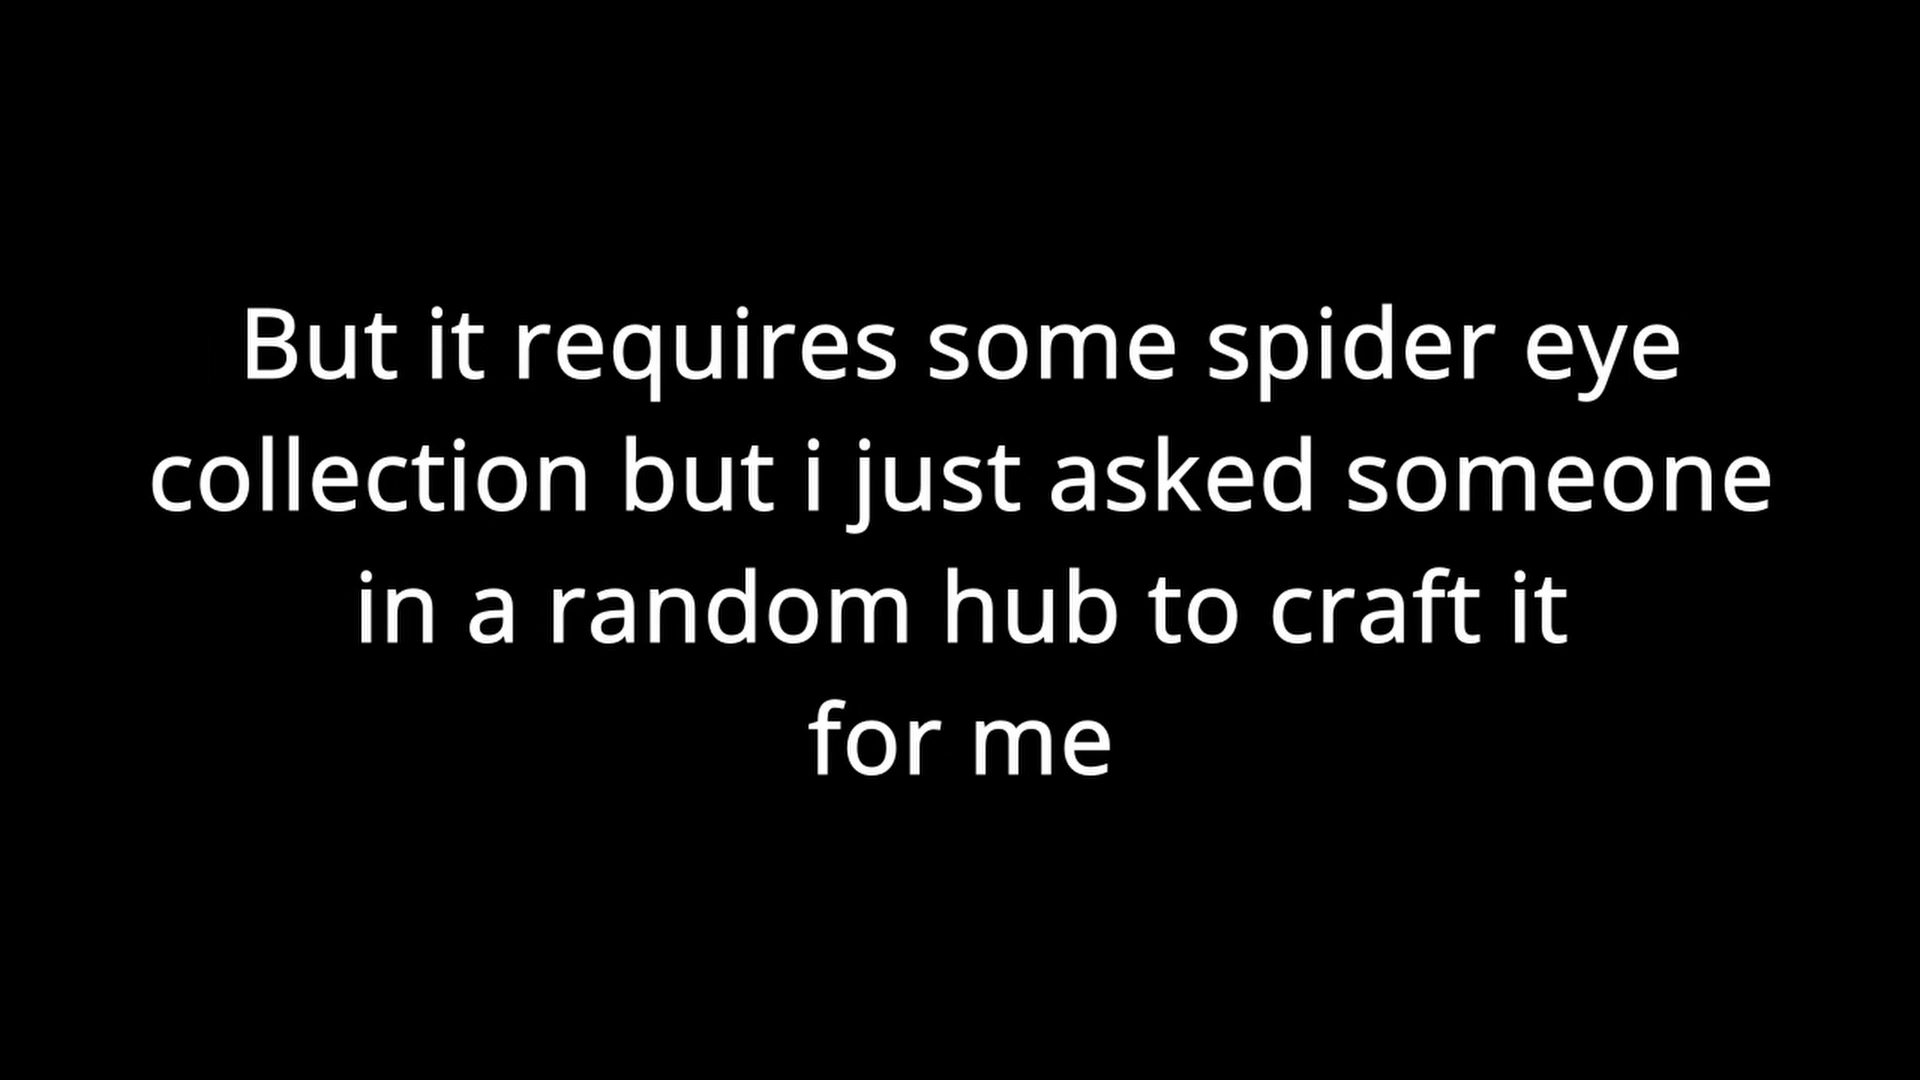 But it requires some spider eye
collection but i just asked someone
in a random hub to craft it
for me